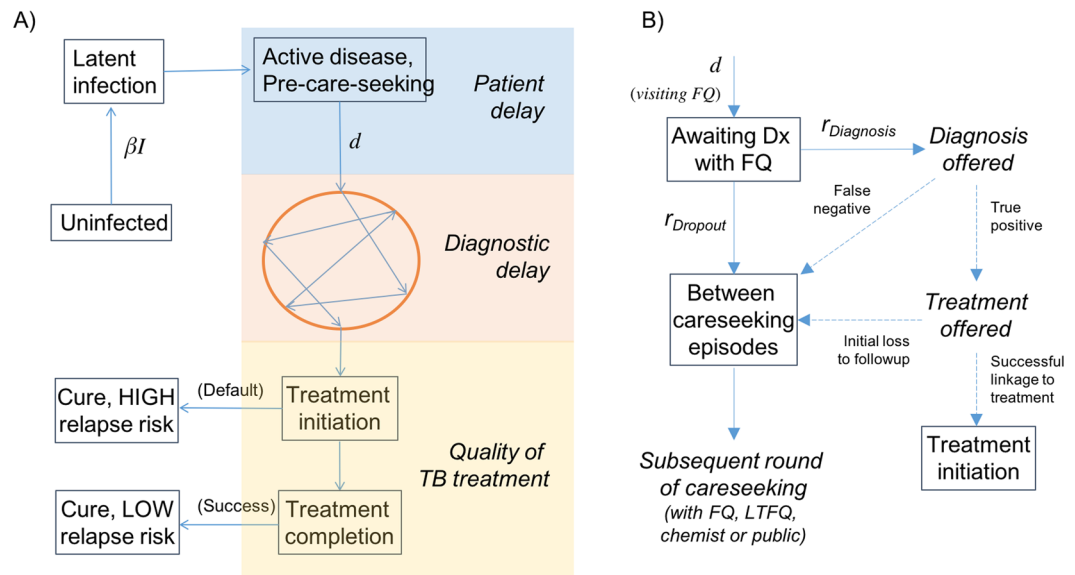 A)
Latent
infection
βI
Uninfected
Active disease,
Pre-care-seeking
Patient
delay
d
Diagnostic
delay
Treatment
initiation
(Default)
Cure, HIGH
relapse risk
Quality of
TB treatment
Treatment
completion
(Success)
Cure, LOW
relapse risk
B)
d
(visiting FQ)
Awaiting Dx
with FQ
rDiagnosis
Diagnosis
offered
False
negative
True
positive
rDropout
Between
careseeking
episodes
Treatment
offered
Initial loss
to followup
Successful
linkage to
treatment
Treatment
initiation
Subsequent round
of careseeking
(with FQ, LTFQ,
chemist or public)